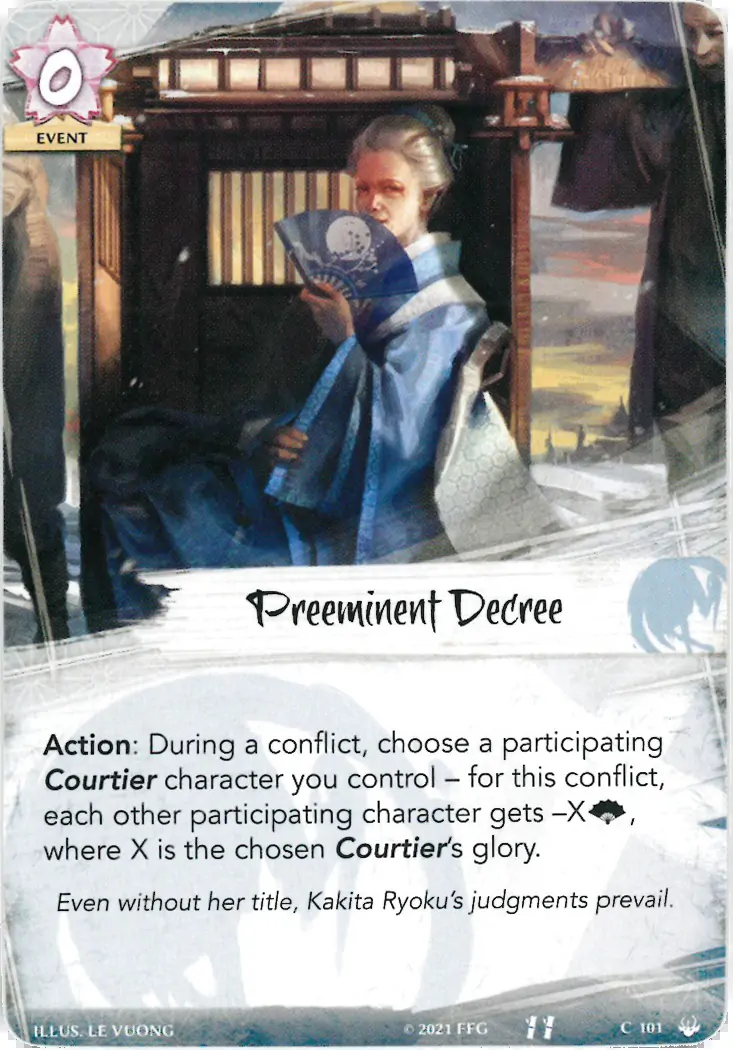 0
EVENT
Preeminent Decree
Action: During a conflict, choose a participating
Courtier character you control – for this conflict,
each other participating character gets –X,
where X is the chosen Courtier's glory.
Even without her title, Kakita Ryoku's judgments prevail.
ILLUS. LE VUONG
© 2021 FFG
C 101